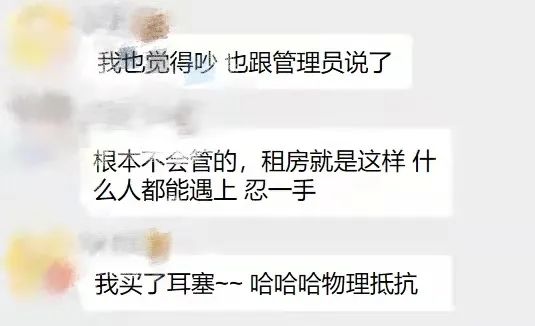 我也觉得吵 也跟管理员说了
根本不会管的，租房就是这样 什
么人都能遇上 忍一手
我买了耳塞~~ 哈哈哈物理抵抗